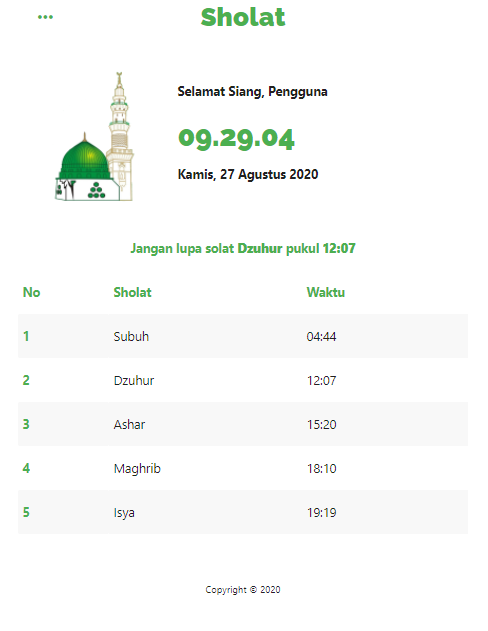 Sholat
Selamat Siang, Pengguna
09.29.04
Kamis, 27 Agustus 2020
Jangan lupa solat Dzuhur pukul 12:07
No Sholat Waktu
1 Subuh 04:44
2 Dzuhur 12:07
3 Ashar 15:20
4 Maghrib 18:10
5 Isya 19:19
Copyright © 2020